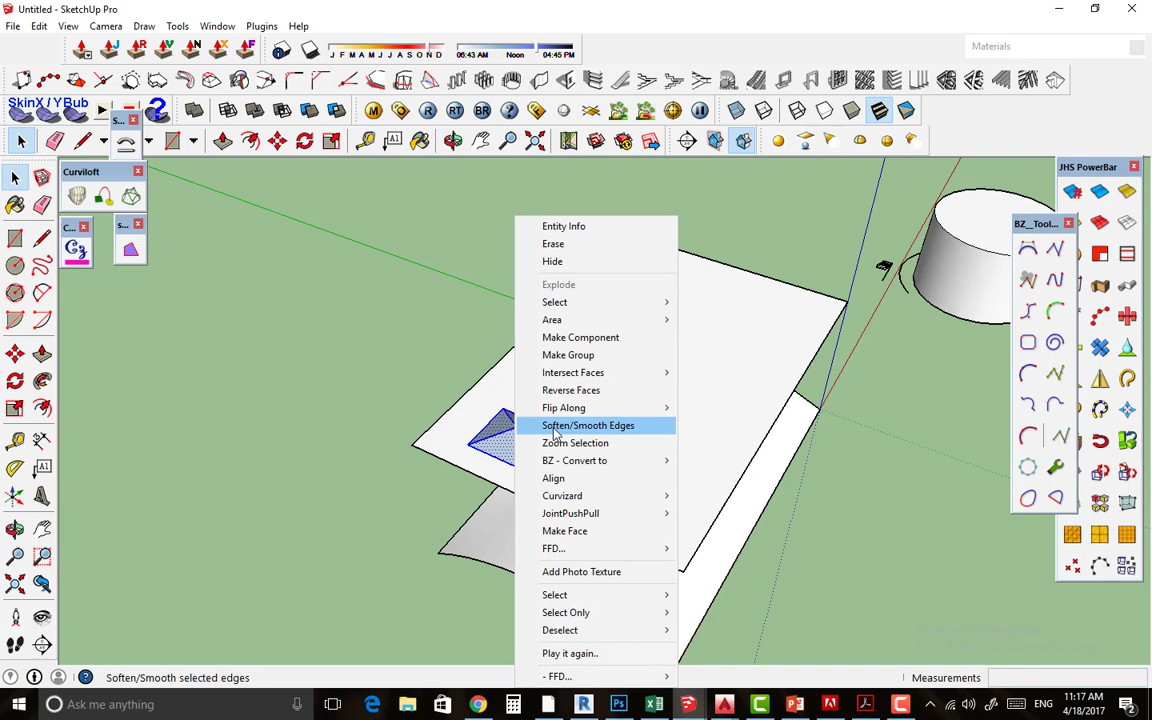 Untitled - SketchUp Pro
File Edit View Camera Draw Tools Window Plugins Help
J R V N X F
J F M A M J J A S O N D
06:43 AM Noon 04:45 PM
Materials
SkinX / YBub
M R RT BR
S...
Curviloft
JHS PowerBar
C...
s...
BZ__Tool...
Entity Info
Erase
Hide
Explode
Select
Area
Make Component
Make Group
Intersect Faces
Reverse Faces
Flip Along
Soften/Smooth Edges
Zoom Selection
BZ - Convert to
Align
Curvizard
JointPushPull
Make Face
FFD...
Add Photo Texture
Select
Select Only
Deselect
Play it again..
- FFD...
Soften/Smooth selected edges
Measurements
Ask me anything
ENG
11:17 AM
4/18/2017